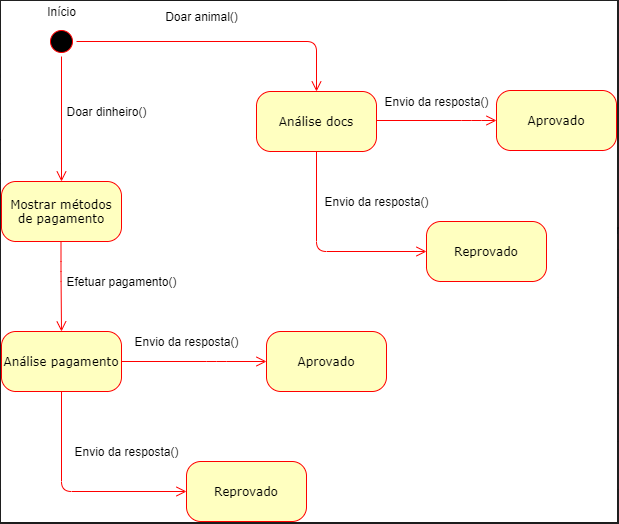 Início
Doar animal()
Doar dinheiro()
Análise docs
Envio da resposta()
Aprovado
Mostrar métodos
de pagamento
Envio da resposta()
Reprovado
Efetuar pagamento()
Análise pagamento
Envio da resposta()
Aprovado
Envio da resposta()
Reprovado